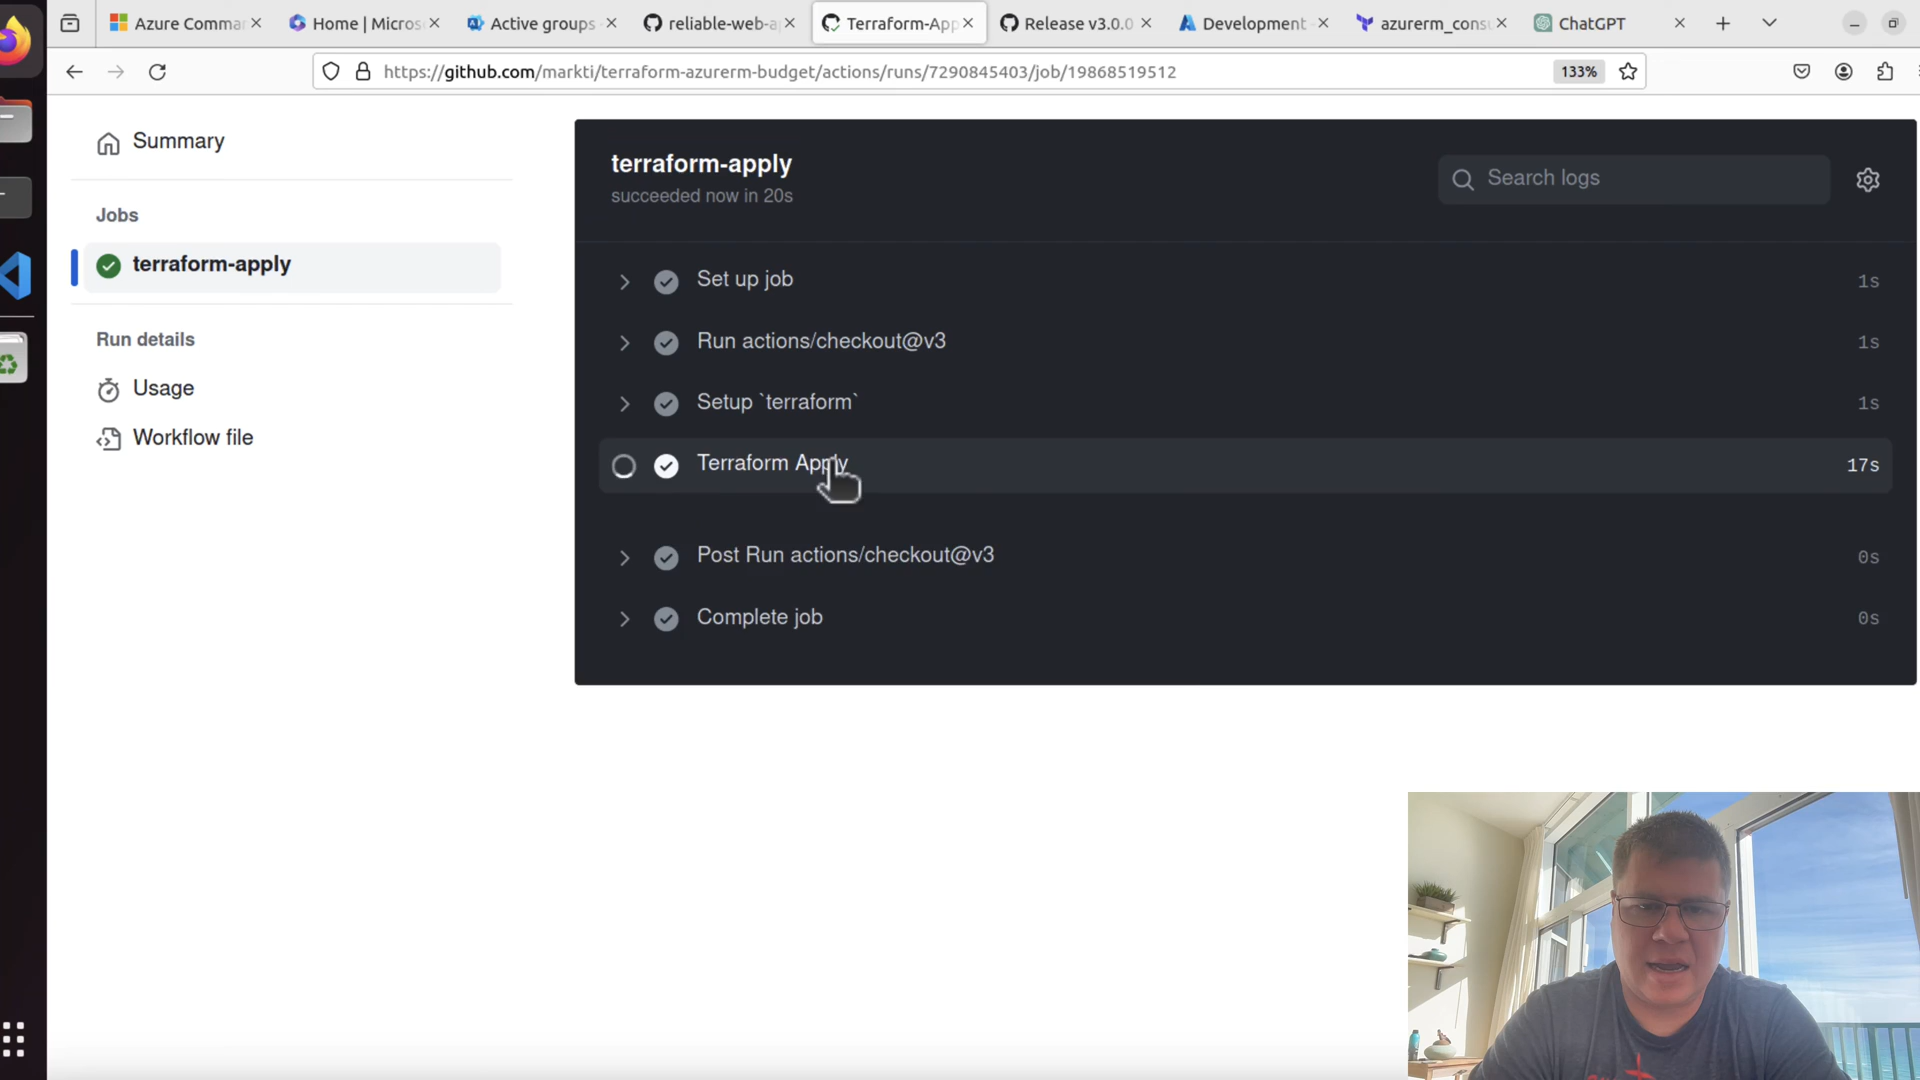 Azure Comma
Home | Micros
Active groups
reliable-web-a
Terraform-App
Release v3.0.0
Development
azurerm_cons
ChatGPT
https://github.com/markti/terraform-azurerm-budget/actions/runs/7290845403/job/19868519512
133%
Summary
Jobs
terraform-apply
Run details
Usage
Workflow file
terraform-apply
succeeded now in 20s
Search logs
Set up job 1s
Run actions/checkout@v3 1s
Setup `terraform` 1s
Terraform Apply 17s
Post Run actions/checkout@v3 0s
Complete job 0s